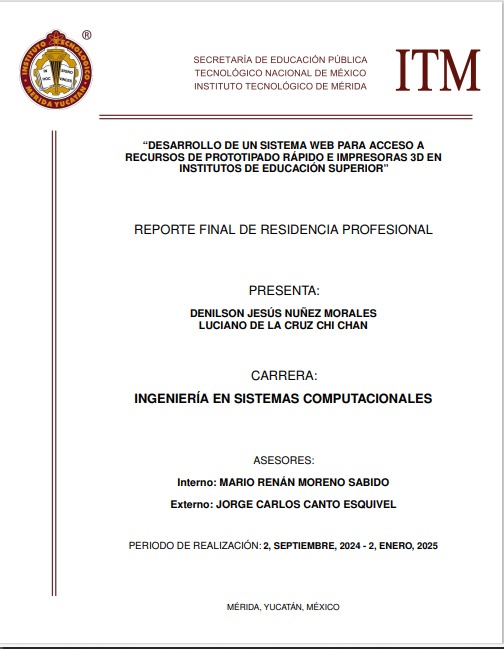 INSTITUTO TECNOLÓGICO
MÉRIDA YUCATÁN
IN HOC
VINCES
®
SECRETARÍA DE EDUCACIÓN PÚBLICA
TECNOLÓGICO NACIONAL DE MÉXICO
INSTITUTO TECNOLÓGICO DE MÉRIDA
ITM
“DESARROLLO DE UN SISTEMA WEB PARA ACCESO A
RECURSOS DE PROTOTIPADO RÁPIDO E IMPRESORAS 3D EN
INSTITUTOS DE EDUCACIÓN SUPERIOR”
REPORTE FINAL DE RESIDENCIA PROFESIONAL
PRESENTA:
DENILSON JESÚS NUÑEZ MORALES
LUCIANO DE LA CRUZ CHI CHAN
CARRERA:
INGENIERÍA EN SISTEMAS COMPUTACIONALES
ASESORES:
Interno: MARIO RENÁN MORENO SABIDO
Externo: JORGE CARLOS CANTO ESQUIVEL
PERIODO DE REALIZACIÓN: 2, SEPTIEMBRE, 2024 - 2, ENERO, 2025
MÉRIDA, YUCATÁN, MÉXICO